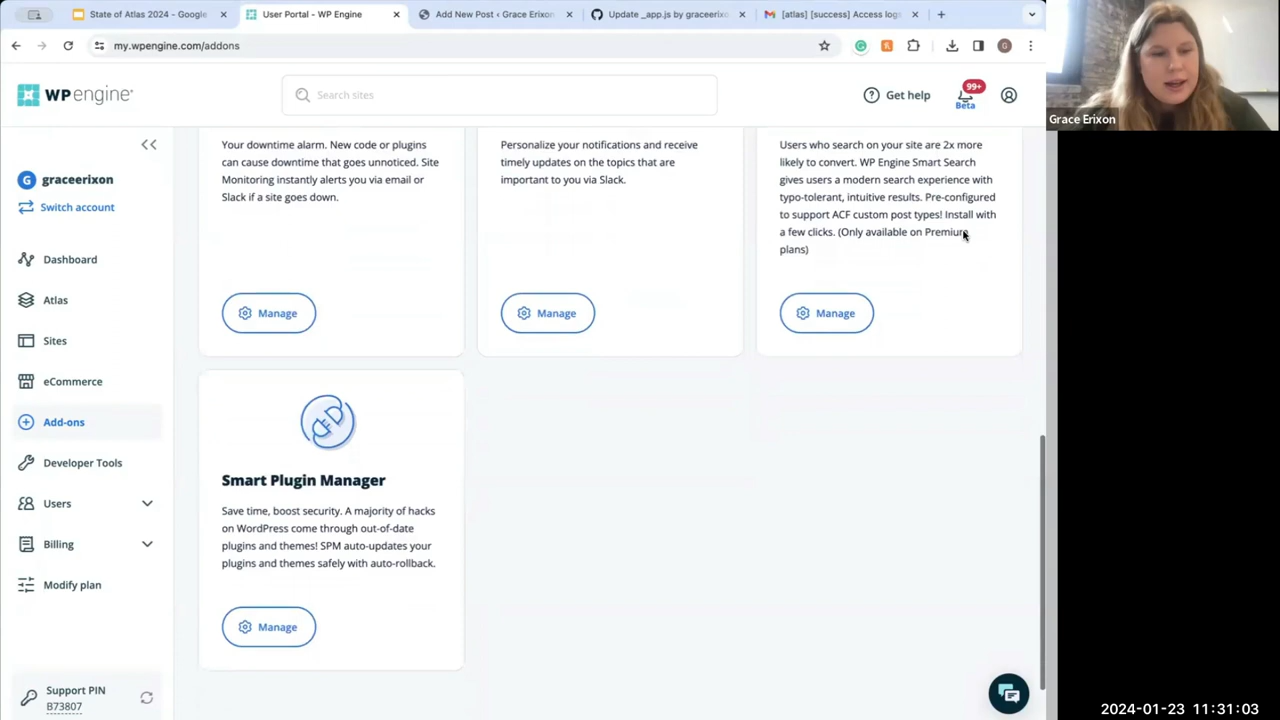 State of Atlas 2024 - Google
User Portal - WP Engine
Add New Post ‹ Grace Erixon
Update _app.js by graceerixo
[atlas] [success] Access logs
my.wpengine.com/addons
G
WP engine
Search sites
Get help
99+
Beta
Grace Erixon
G graceerixon
Switch account
Dashboard
Atlas
Sites
eCommerce
Add-ons
Developer Tools
Users
Billing
Modify plan
Support PIN
B73807
Your downtime alarm. New code or plugins
can cause downtime that goes unnoticed. Site
Monitoring instantly alerts you via email or
Slack if a site goes down.
Manage
Personalize your notifications and receive
timely updates on the topics that are
important to you via Slack.
Manage
Users who search on your site are 2x more
likely to convert. WP Engine Smart Search
gives users a modern search experience with
typo-tolerant, intuitive results. Pre-configured
to support ACF custom post types! Install with
a few clicks. (Only available on Premium
plans)
Manage
Smart Plugin Manager
Save time, boost security. A majority of hacks
on WordPress come through out-of-date
plugins and themes! SPM auto-updates your
plugins and themes safely with auto-rollback.
Manage
2024-01-23 11:31:03